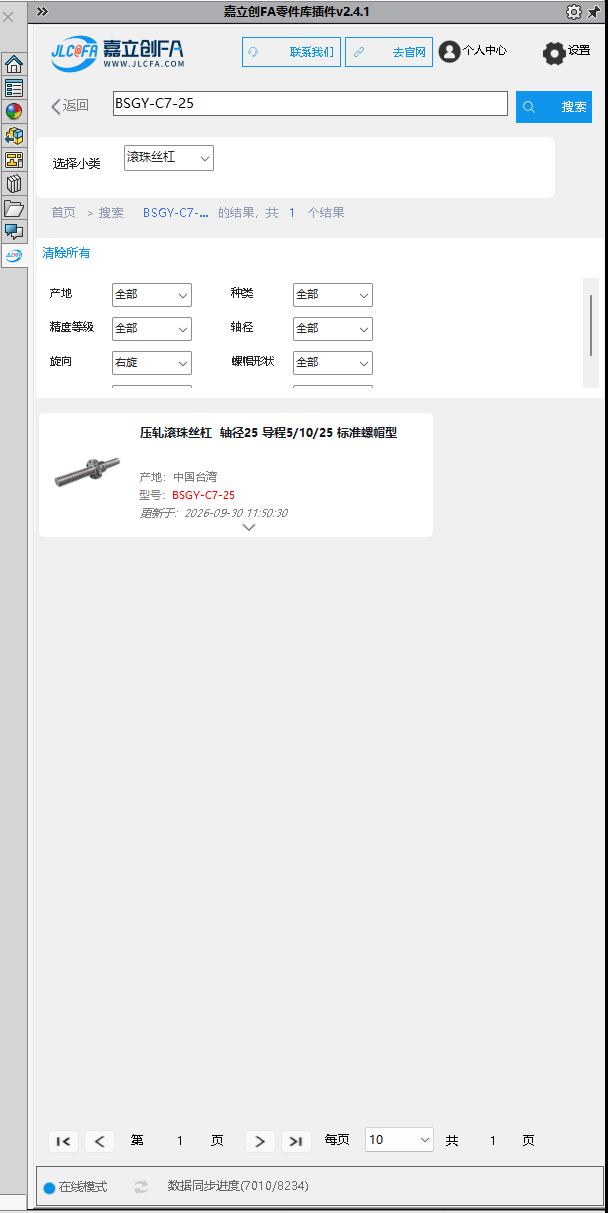 嘉立创FA零件库插件v2.4.1
JLC@FA 嘉立创FA
WWW.JLCFA.COM
联系我们 去官网 个人中心 设置
返回 BSGY-C7-25 搜索
选择小类 滚珠丝杠
首页 > 搜索 BSGY-C7-... 的结果, 共 1 个结果
清除所有
产地 全部 种类 全部
精度等级 全部 轴径 全部
旋向 右旋 螺帽形状 全部
压轧滚珠丝杠 轴径25 导程5/10/25 标准螺帽型
产地: 中国台湾
型号: BSGY-C7-25
更新于: 2026-09-30 11:50:30
第 1 页 每页 10 共 1 页
在线模式 数据同步进度(7010/8234)